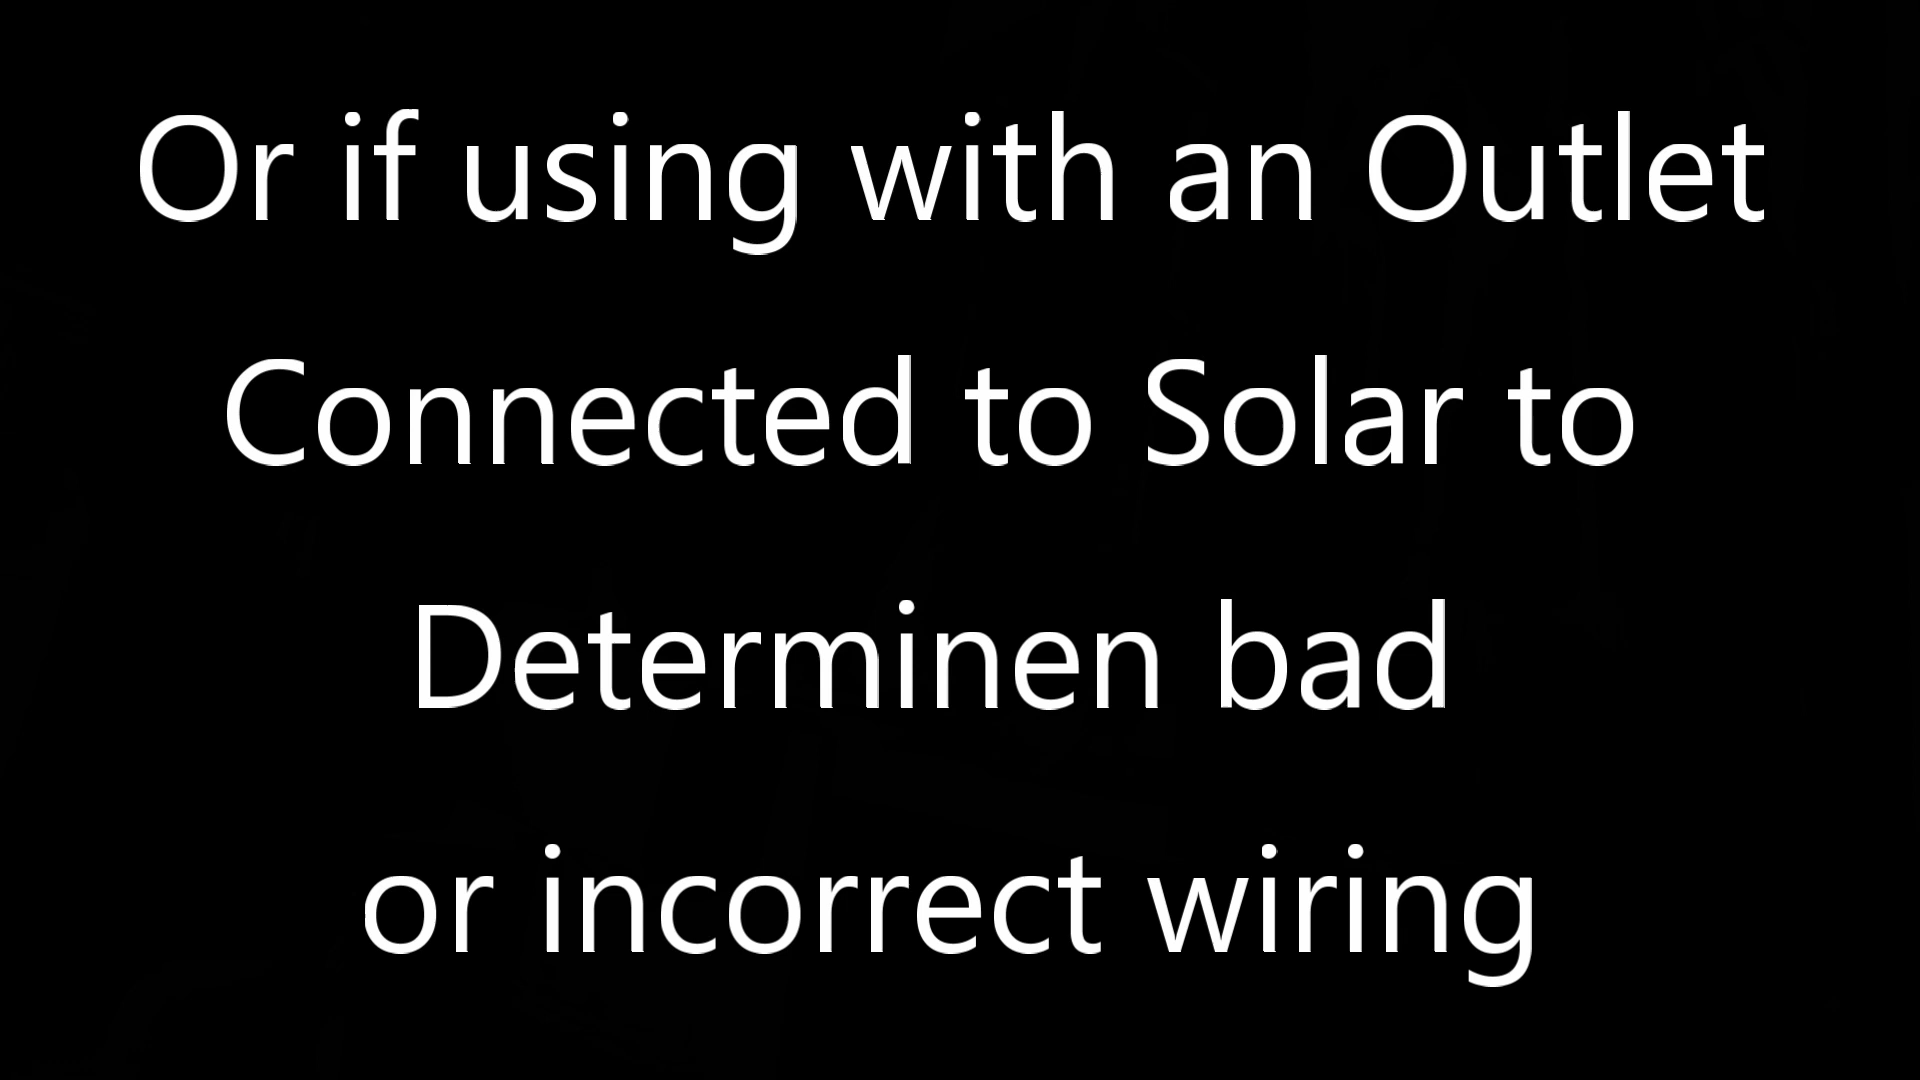 Or if using with an Outlet
Connected to Solar to
Determinen bad
or incorrect wiring